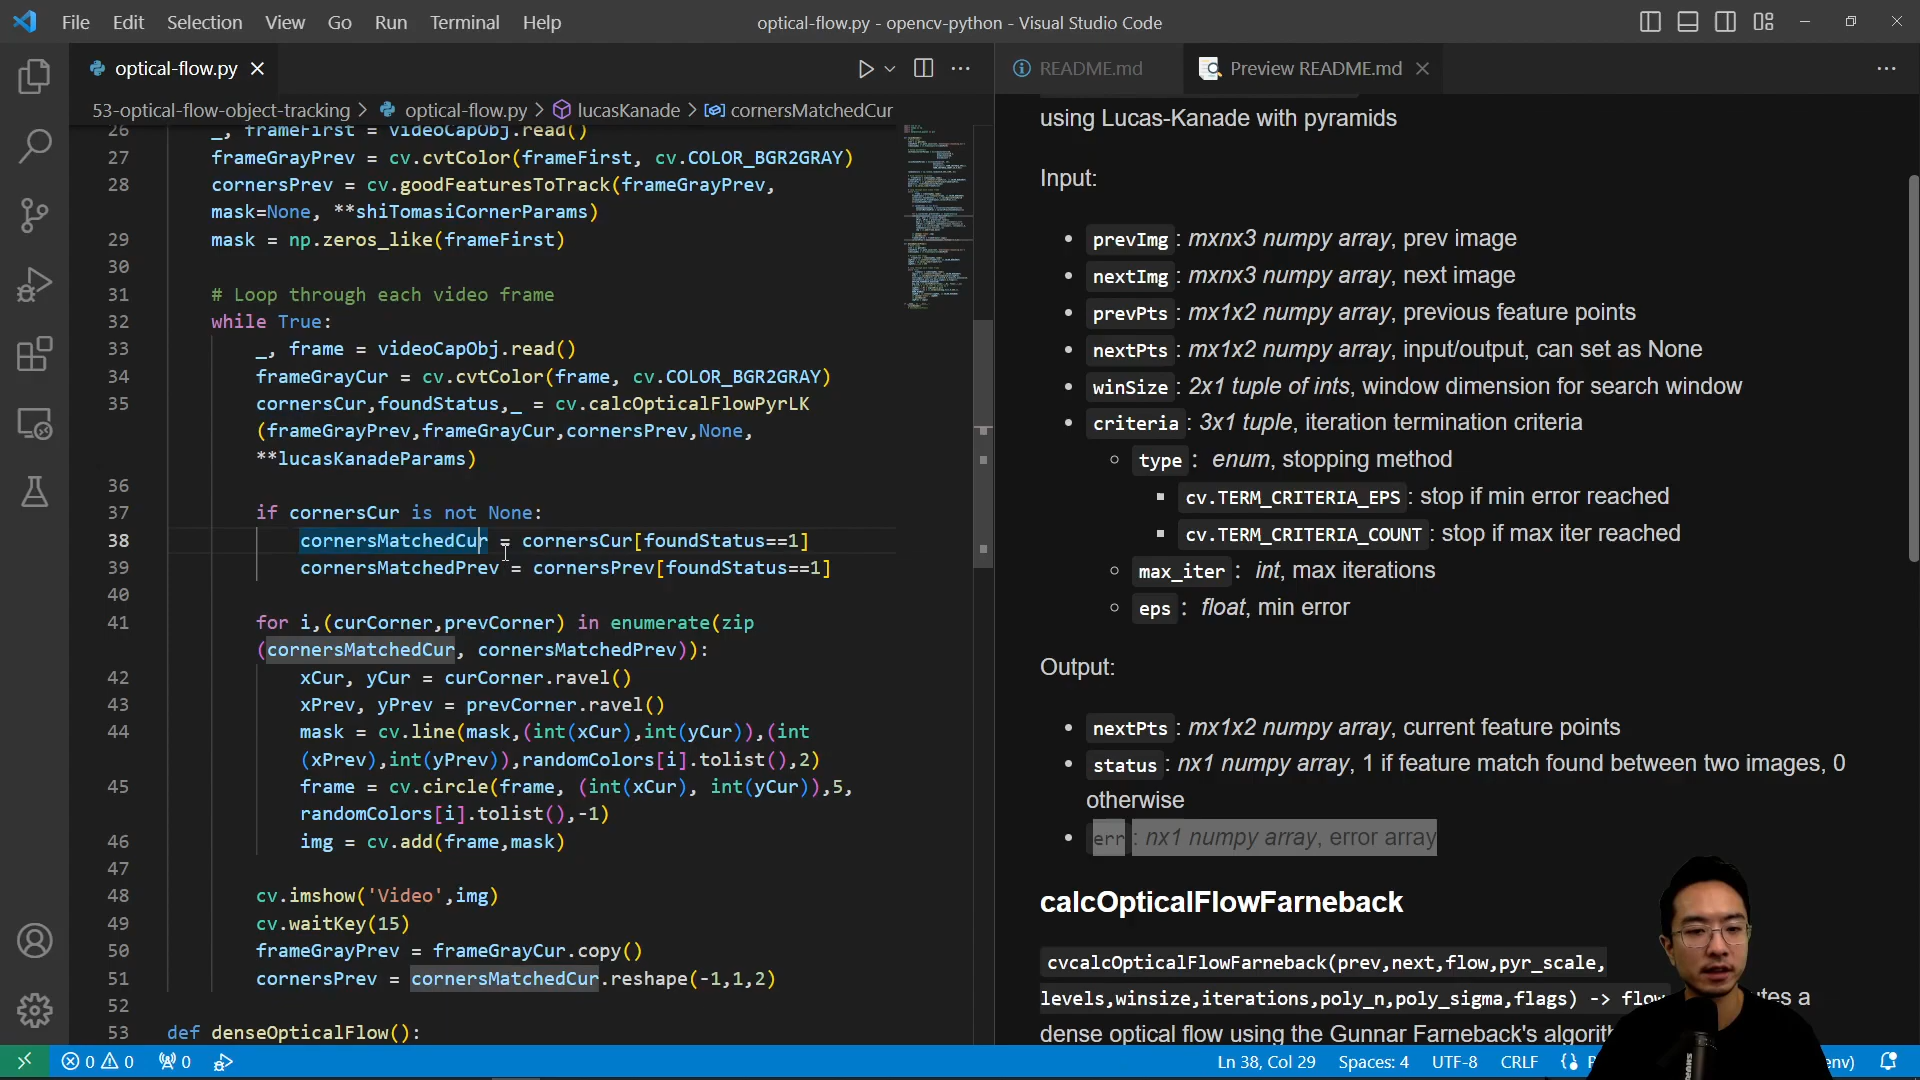 File Edit Selection View Go Run Terminal Help
optical-flow.py - opencv-python - Visual Studio Code
optical-flow.py
53-optical-flow-object-tracking > optical-flow.py > lucasKanade > cornersMatchedCur
26 _, frameFirst = videoCapObj.read()
27 frameGrayPrev = cv.cvtColor(frameFirst, cv.COLOR_BGR2GRAY)
28 cornersPrev = cv.goodFeaturesToTrack(frameGrayPrev,
mask=None, **shiTomasiCornerParams)
29 mask = np.zeros_like(frameFirst)
30
31 # Loop through each video frame
32 while True:
33 _, frame = videoCapObj.read()
34 frameGrayCur = cv.cvtColor(frame, cv.COLOR_BGR2GRAY)
35 cornersCur,foundStatus,_ = cv.calcOpticalFlowPyrLK
(frameGrayPrev,frameGrayCur,cornersPrev,None,
**lucasKanadeParams)
36
37 if cornersCur is not None:
38 cornersMatchedCur = cornersCur[foundStatus==1]
39 cornersMatchedPrev = cornersPrev[foundStatus==1]
40
41 for i,(curCorner,prevCorner) in enumerate(zip
(cornersMatchedCur, cornersMatchedPrev)):
42 xCur, yCur = curCorner.ravel()
43 xPrev, yPrev = prevCorner.ravel()
44 mask = cv.line(mask,(int(xCur),int(yCur)),(int
(xPrev),int(yPrev)),randomColors[i].tolist(),2)
45 frame = cv.circle(frame, (int(xCur), int(yCur)),5,
randomColors[i].tolist(),-1)
46 img = cv.add(frame,mask)
47
48 cv.imshow('Video',img)
49 cv.waitKey(15)
50 frameGrayPrev = frameGrayCur.copy()
51 cornersPrev = cornersMatchedCur.reshape(-1,1,2)
52
53 def denseOpticalFlow():
README.md
Preview README.md
using Lucas-Kanade with pyramids
Input:
prevImg : mxnx3 numpy array, prev image
nextImg : mxnx3 numpy array, next image
prevPts : mx1x2 numpy array, previous feature points
nextPts : mx1x2 numpy array, input/output, can set as None
winSize : 2x1 tuple of ints, window dimension for search window
criteria : 3x1 tuple, iteration termination criteria
type : enum, stopping method
cv.TERM_CRITERIA_EPS : stop if min error reached
cv.TERM_CRITERIA_COUNT : stop if max iter reached
max_iter : int, max iterations
eps : float, min error
Output:
nextPts : mx1x2 numpy array, current feature points
status : nx1 numpy array, 1 if feature match found between two images, 0
otherwise
err : nx1 numpy array, error array
calcOpticalFlowFarneback
cvcalcOpticalFlowFarneback(prev,next,flow,pyr_scale,
levels,winsize,iterations,poly_n,poly_sigma,flags) -> flow
a
dense optical flow using the Gunnar Farneback's
0 0 0
Ln 38, Col 29 Spaces: 4 UTF-8 CRLF